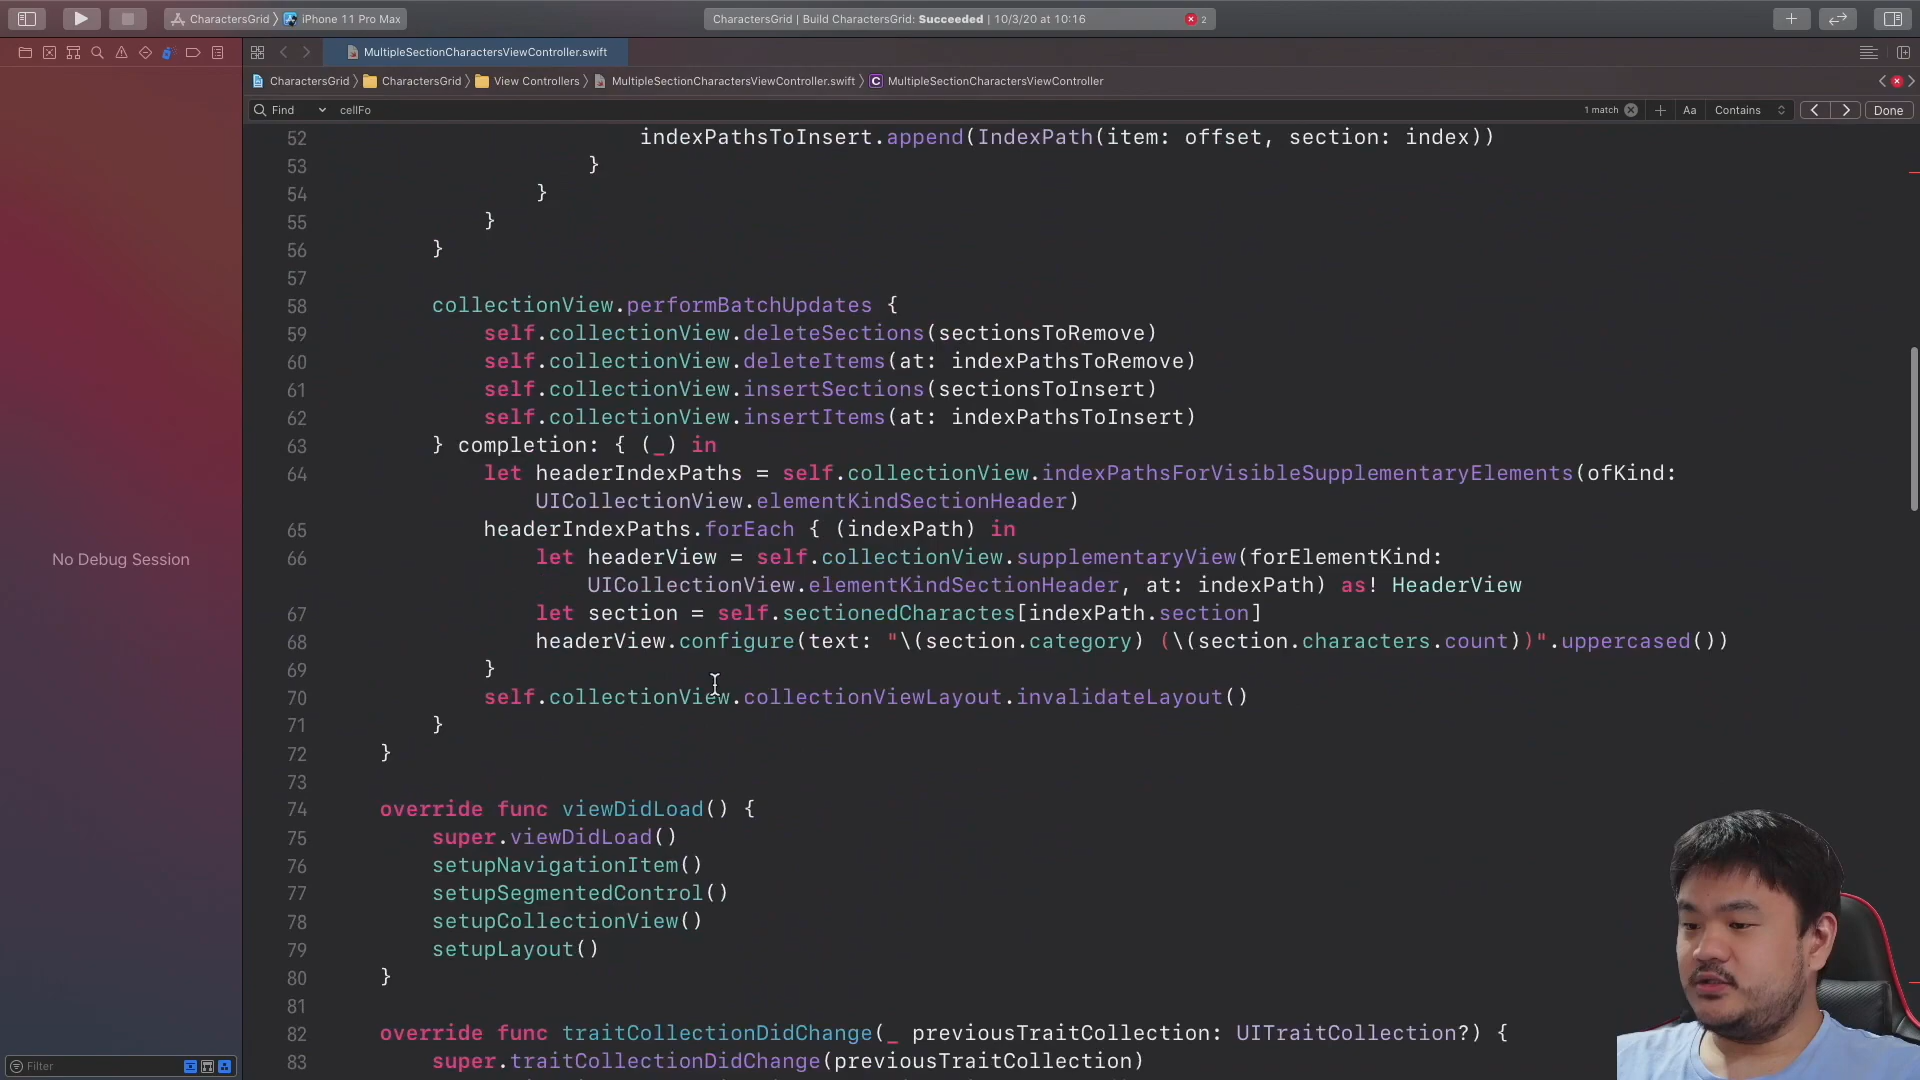 CharactersGrid 〉 iPhone 11 Pro Max
CharactersGrid | Build CharactersGrid: Succeeded | 10/3/20 at 10:16
2
MultipleSectionCharactersViewController.swift
CharactersGrid 〉 CharactersGrid 〉 View Controllers 〉 MultipleSectionCharactersViewController.swift 〉 C MultipleSectionCharactersViewController
Find cellFo 1 match Aa Contains Done
52 indexPathsToInsert.append(IndexPath(item: offset, section: index))
53 }
54 }
55 }
56 }
57
58 collectionView.performBatchUpdates {
59 self.collectionView.deleteSections(sectionsToRemove)
60 self.collectionView.deleteItems(at: indexPathsToRemove)
61 self.collectionView.insertSections(sectionsToInsert)
62 self.collectionView.insertItems(at: indexPathsToInsert)
63 } completion: { (_) in
64 let headerIndexPaths = self.collectionView.indexPathsForVisibleSupplementaryElements(ofKind:
UICollectionView.elementKindSectionHeader)
65 headerIndexPaths.forEach { (indexPath) in
66 let headerView = self.collectionView.supplementaryView(forElementKind:
UICollectionView.elementKindSectionHeader, at: indexPath) as! HeaderView
67 let section = self.sectionedCharactes[indexPath.section]
68 headerView.configure(text: "\(section.category) (\(section.characters.count))".uppercased())
69 }
70 self.collectionView.collectionViewLayout.invalidateLayout()
71 }
72 }
73
74 override func viewDidLoad() {
75 super.viewDidLoad()
76 setupNavigationItem()
77 setupSegmentedControl()
78 setupCollectionView()
79 setupLayout()
80 }
81
82 override func traitCollectionDidChange(_ previousTraitCollection: UITraitCollection?) {
83 super.traitCollectionDidChange(previousTraitCollection)
No Debug Session
Filter